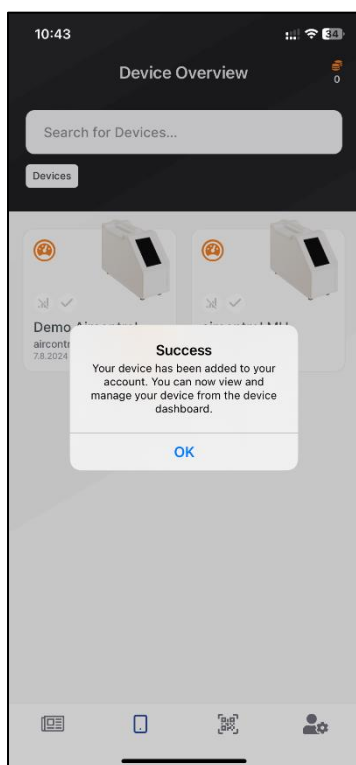 10:43
34
Device Overview
0
Search for Devices...
Devices
Demo
aircontr
7.8.2024
Success
Your device has been added to your
account. You can now view and
manage your device from the device
dashboard.
OK